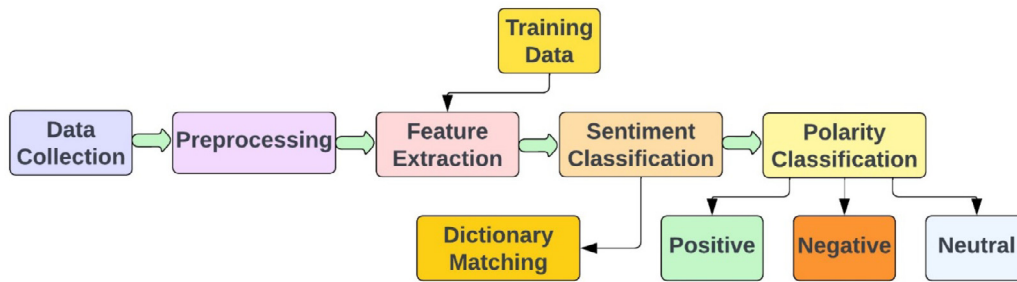 Training
Data
Data
Collection
Preprocessing
Feature
Extraction
Sentiment
Classification
Polarity
Classification
Dictionary
Matching
Positive
Negative
Neutral